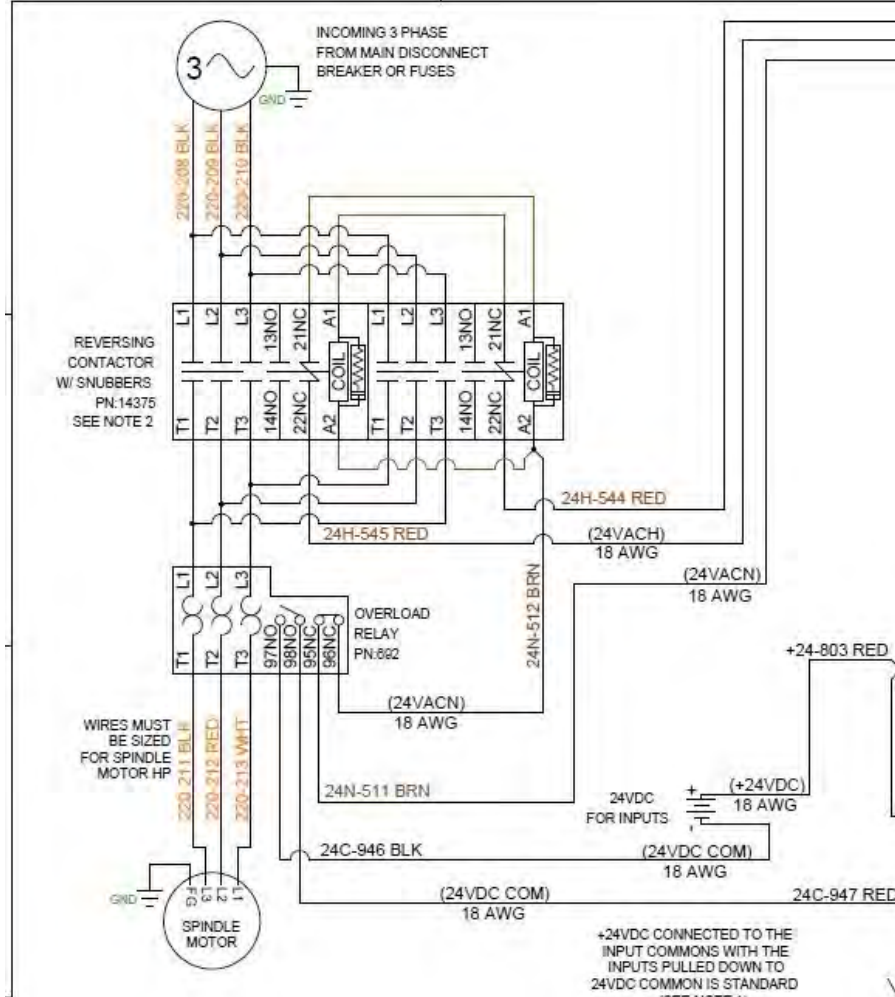 INCOMING 3 PHASE
FROM MAIN DISCONNECT
BREAKER OR FUSES
3
GND
220-208 BLK
220-209 BLK
220-210 BLK
REVERSING
CONTACTOR
W/ SNUBBERS
PN:14375
SEE NOTE 2
L1
L2
L3
13NO
21NC
A1
L1
L2
L3
13NO
21NC
A1
COIL
COIL
T1
T2
T3
14NO
22NC
A2
T1
T2
T3
14NO
22NC
A2
24H-544 RED
24H-545 RED
(24VACH)
18 AWG
(24VACN)
18 AWG
24N-512 BRN
L1
L2
L3
OVERLOAD
RELAY
PN:692
T1
T2
T3
97NO
98NO
95NC
96NC
+24-803 RED
(24VACN)
18 AWG
WIRES MUST
BE SIZED
FOR SPINDLE
MOTOR HP
220-211 BLK
220-212 RED
220-213 WHT
24N-511 BRN
24VDC
FOR INPUTS
+
-
(+24VDC)
18 AWG
24C-946 BLK
(24VDC COM)
18 AWG
(24VDC COM)
18 AWG
24C-947 RED
GND
FG
L3
L2
L1
SPINDLE
MOTOR
+24VDC CONNECTED TO THE
INPUT COMMONS WITH THE
INPUTS PULLED DOWN TO
24VDC COMMON IS STANDARD